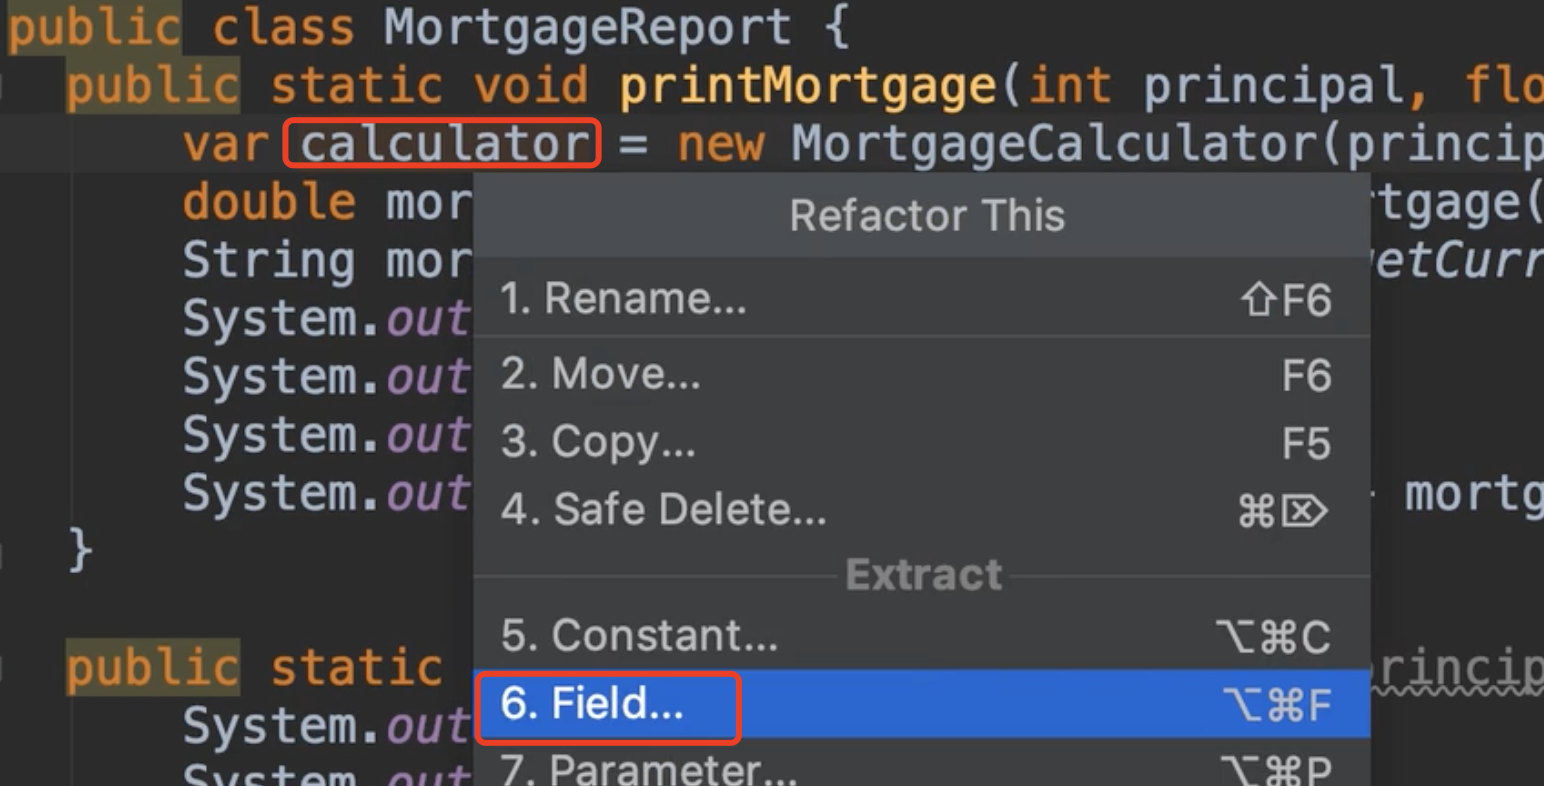 public class MortgageReport {
public static void printMortgage(int principal, flo
var calculator = new MortgageCalculator(princip
double mor tgage(
String mor etCurr
System.out
System.out
System.out
System.out mortg
}
public static princip
System.out
System.out
Refactor This
1. Rename... ⇧F6
2. Move... F6
3. Copy... F5
4. Safe Delete... ⌘⌦
Extract
5. Constant... ⌥⌘C
6. Field... ⌥⌘F
7. Parameter... ⌥⌘P